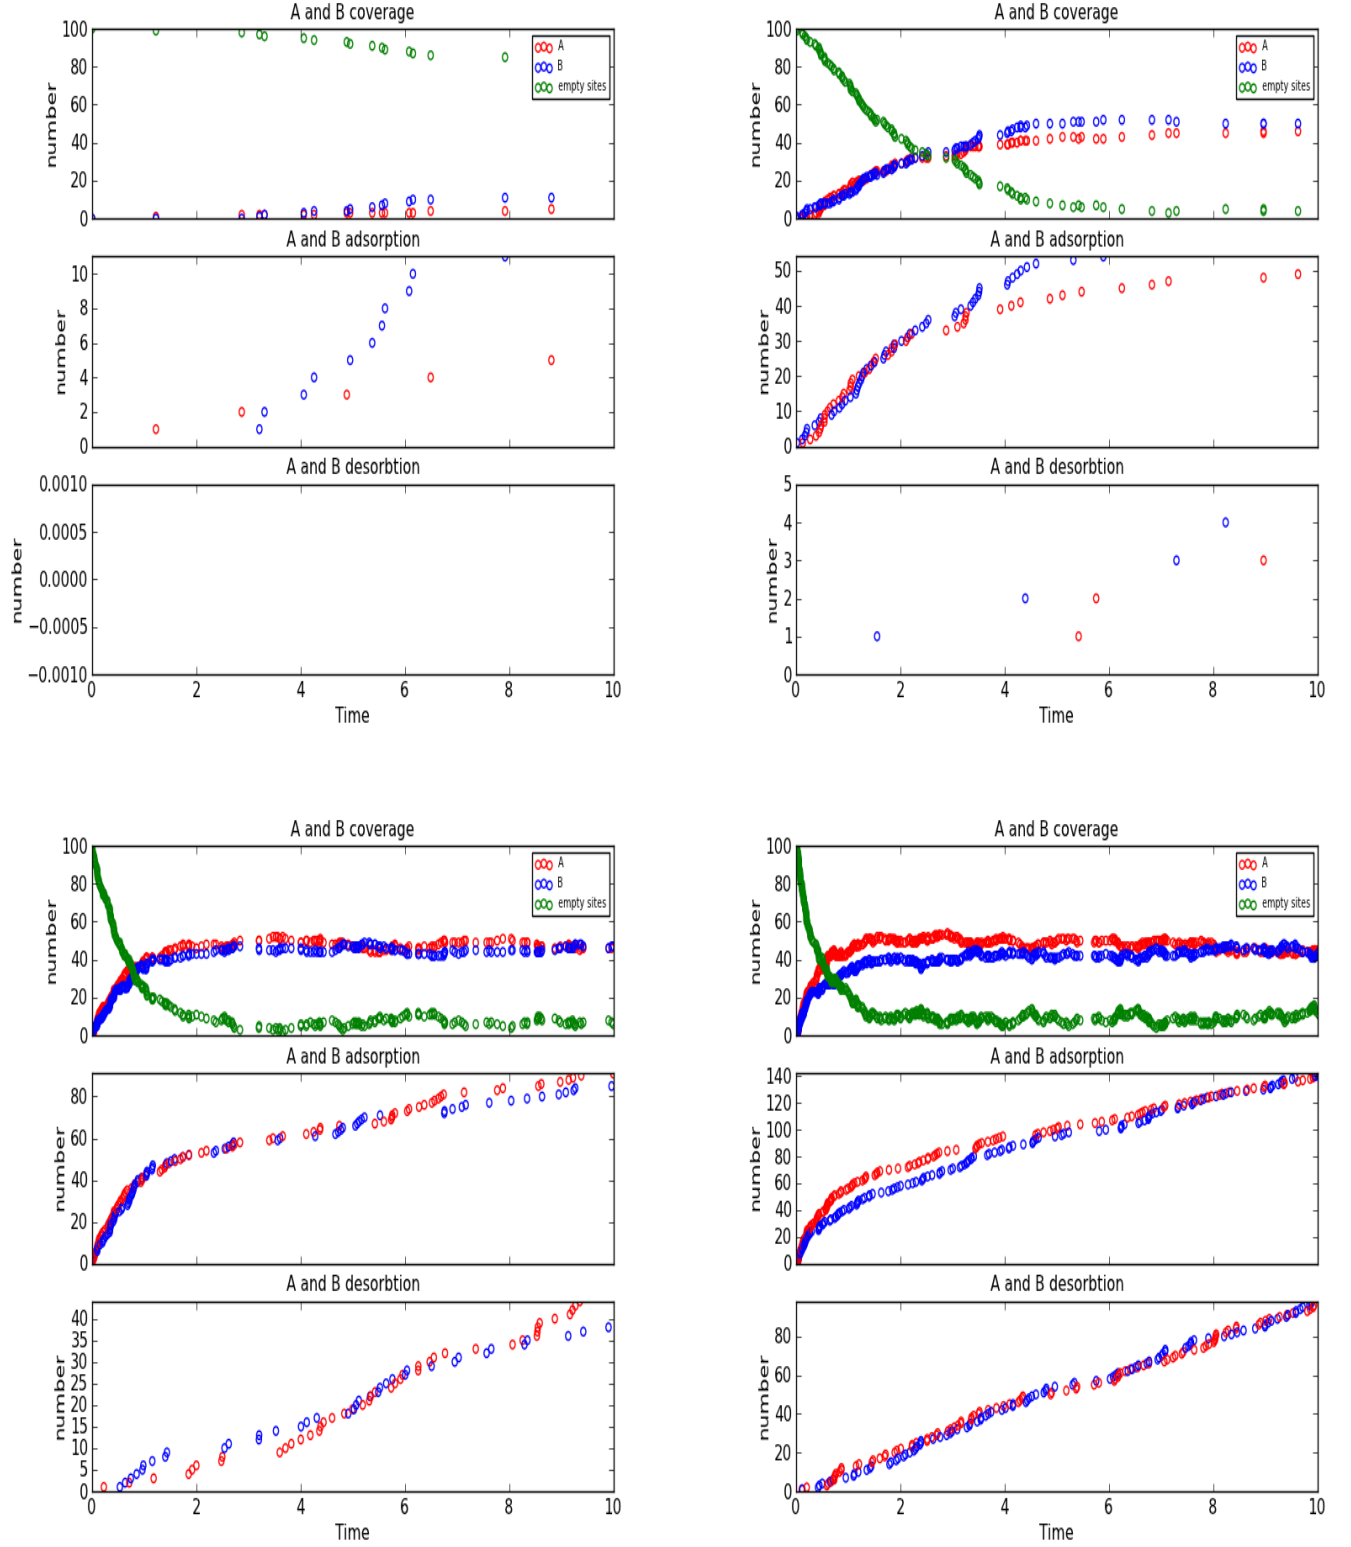 A and B coverage
number
100
80
60
40
20
0
A
B
empty sites
A and B adsorption
number
10
8
6
4
2
0
A and B desorbtion
number
0.0010
0.0005
0.0000
−0.0005
−0.0010
0 2 4 6 8 10
Time
A and B coverage
number
100
80
60
40
20
0
A
B
empty sites
A and B adsorption
number
50
40
30
20
10
0
A and B desorbtion
number
5
4
3
2
1
0
0 2 4 6 8 10
Time
A and B coverage
number
100
80
60
40
20
0
A
B
empty sites
A and B adsorption
number
80
60
40
20
0
A and B desorbtion
number
40
35
30
25
20
15
10
5
0
0 2 4 6 8 10
Time
A and B coverage
number
100
80
60
40
20
0
A
B
empty sites
A and B adsorption
number
140
120
100
80
60
40
20
0
A and B desorbtion
number
80
60
40
20
0
0 2 4 6 8 10
Time